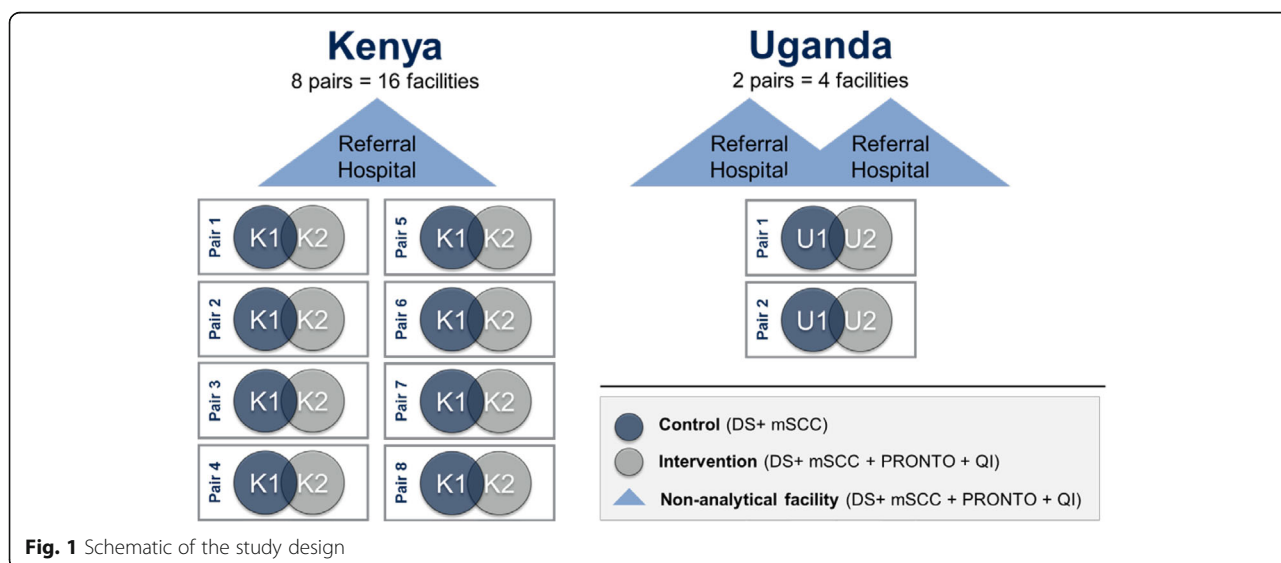 Kenya
8 pairs = 16 facilities
Referral
Hospital
Pair 1
K1 K2
Pair 5
K1 K2
Pair 2
K1 K2
Pair 6
K1 K2
Pair 3
K1 K2
Pair 7
K1 K2
Pair 4
K1 K2
Pair 8
K1 K2
Uganda
2 pairs = 4 facilities
Referral
Hospital
Referral
Hospital
Pair 1
U1 U2
Pair 2
U1 U2
Control (DS+ mSCC)
Intervention (DS+ mSCC + PRONTO + QI)
Non-analytical facility (DS+ mSCC + PRONTO + QI)
Fig. 1 Schematic of the study design